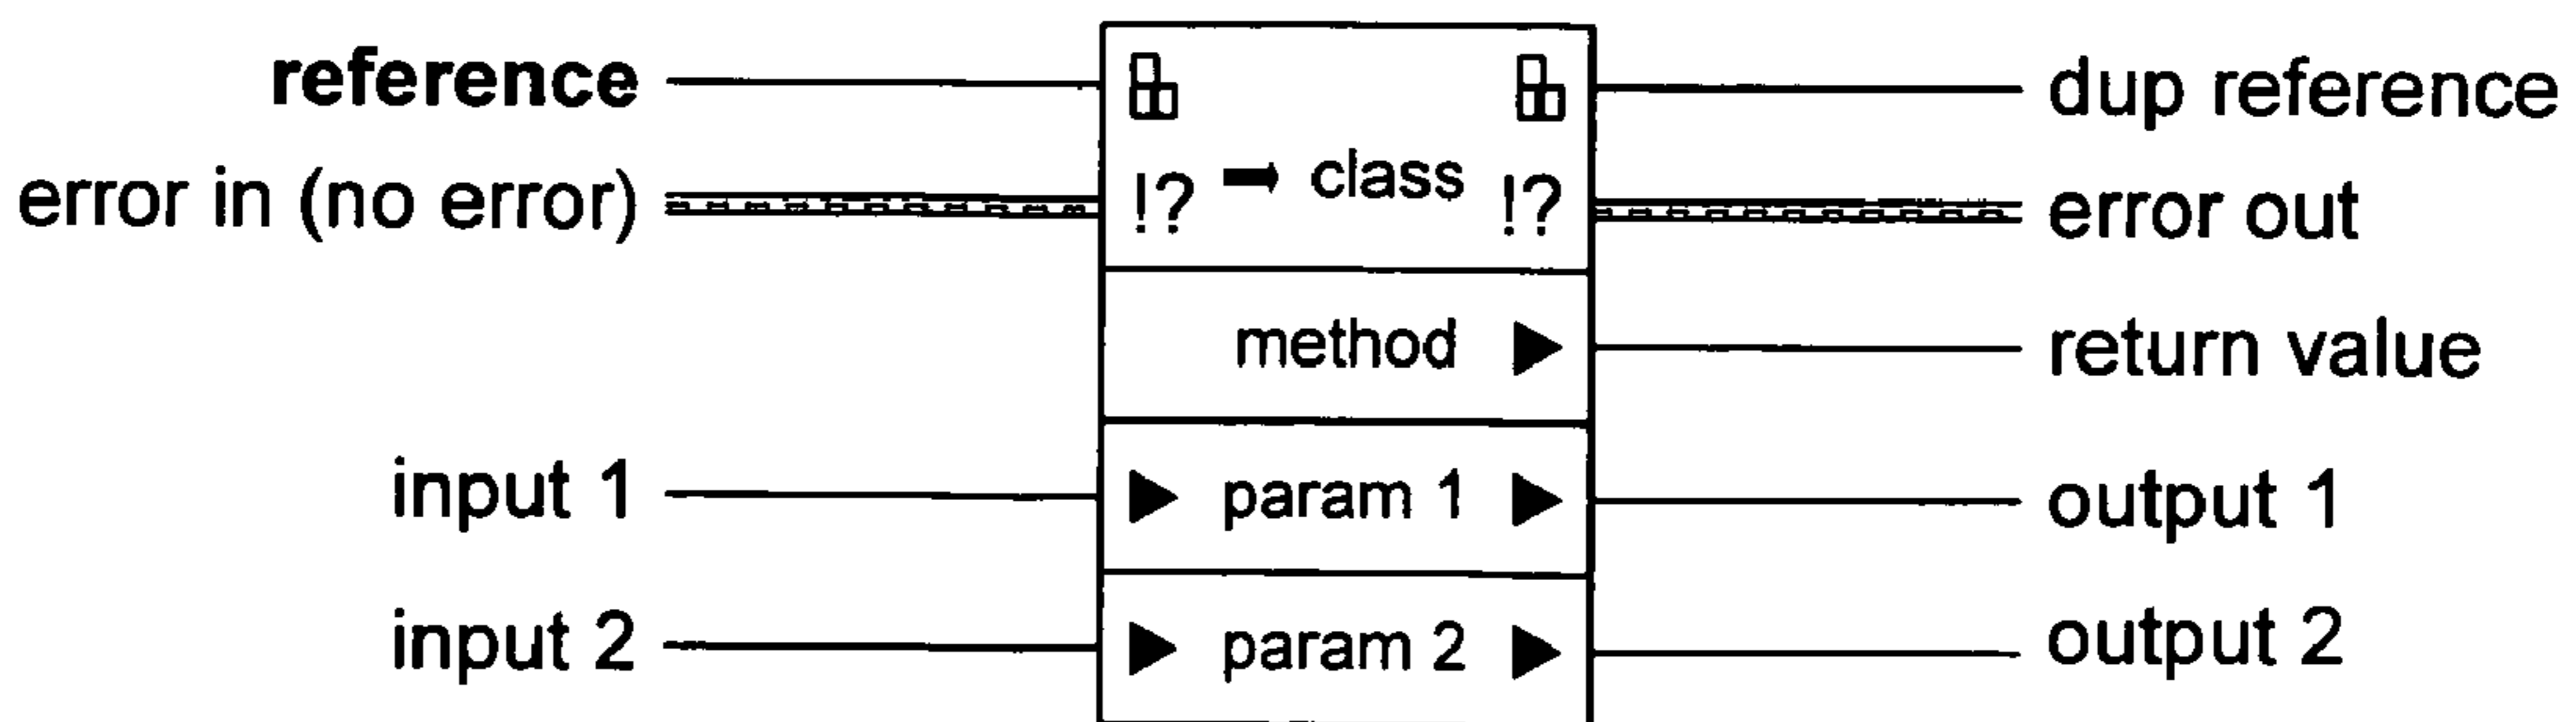 reference dup reference
error in (no error) !? class !? error out
method return value
input 1 param 1 output 1
input 2 param 2 output 2